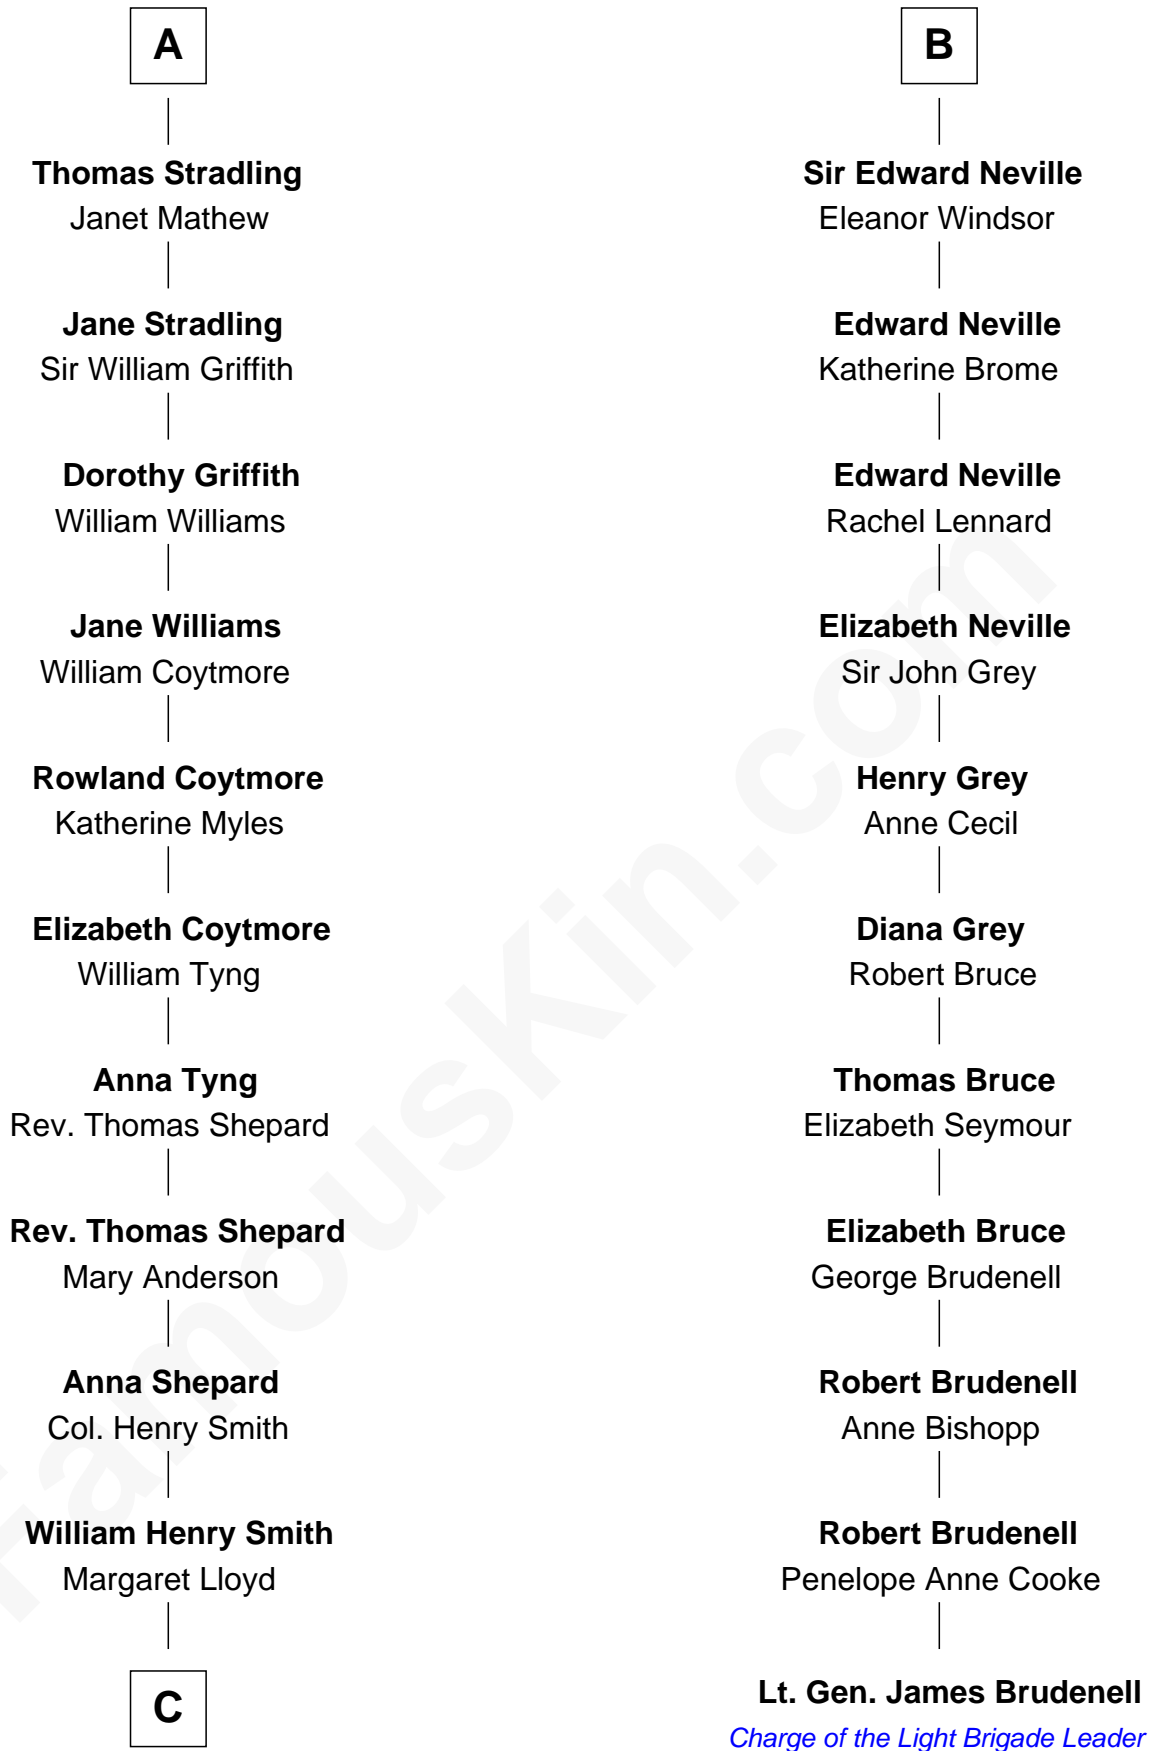 A
Thomas Stradling
Janet Mathew
Jane Stradling
Sir William Griffith
Dorothy Griffith
William Williams
Jane Williams
William Coytmore
Rowland Coytmore
Katherine Myles
Elizabeth Coytmore
William Tyng
Anna Tyng
Rev. Thomas Shepard
Rev. Thomas Shepard
Mary Anderson
Anna Shepard
Col. Henry Smith
William Henry Smith
Margaret Lloyd
C
B
Sir Edward Neville
Eleanor Windsor
Edward Neville
Katherine Brome
Edward Neville
Rachel Lennard
Elizabeth Neville
Sir John Grey
Henry Grey
Anne Cecil
Diana Grey
Robert Bruce
Thomas Bruce
Elizabeth Seymour
Elizabeth Bruce
George Brudenell
Robert Brudenell
Anne Bishopp
Robert Brudenell
Penelope Anne Cooke
Lt. Gen. James Brudenell
Charge of the Light Brigade Leader
FamousKin.com